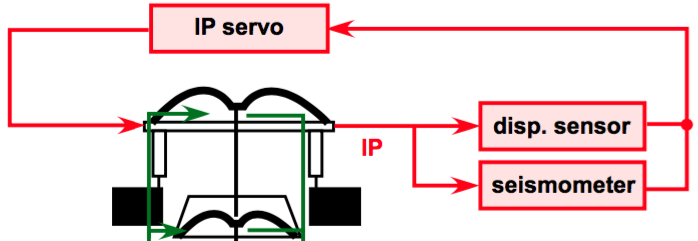 IP servo
disp. sensor
IP
seismometer